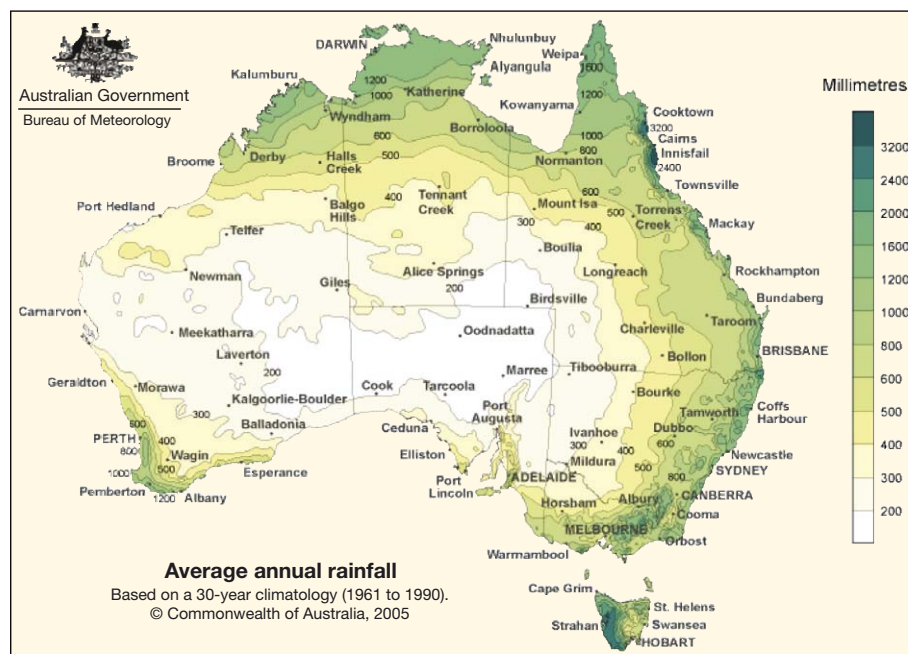 Australian Government
Bureau of Meteorology
DARWIN
Nhulunbuy
Weipa
Alyangula
Kalumburu
1200
1000
Katherine
1600
1200
Kowanyama
Wyndham
Borroloola
1000
Cooktown
3200
Cairns
Innisfail
2400
600
500
Normanton
800
Broome
Derby
Halls
Creek
Townsville
400
Tennant
Creek
600
Mount Isa
500
Torrens
Creek
Mackay
Port Hedland
Balgo
Hills
300
400
Telfer
Boulia
Newman
Giles
Alice Springs
200
Longreach
Rockhampton
Birdsville
Bundaberg
Carnarvon
Meekatharra
Oodnadatta
Charleville
Taroom
Laverton
200
Bollon
BRISBANE
Geraldton
Morawa
Cook
Tarcoola
Marree
Tibooburra
Bourke
Kalgoorlie-Boulder
300
Port
Augusta
Tamworth
Coffs
Harbour
Balladonia
Ceduna
Dubbo
600
PERTH
800
400
Wagin
500
Ivanhoe
300
400
Newcastle
Elliston
Mildura
500
SYDNEY
1000
Esperance
Port
Lincoln
ADELAIDE
800
Pemberton
1200
Albany
Horsham
Albury
CANBERRA
MELBOURNE
Cooma
Orbost
Warrnambool
Cape Grim
St. Helens
Strahan
Swansea
HOBART
Average annual rainfall
Based on a 30-year climatology (1961 to 1990).
© Commonwealth of Australia, 2005
Millimetres
3200
2400
2000
1600
1200
1000
800
600
500
400
300
200